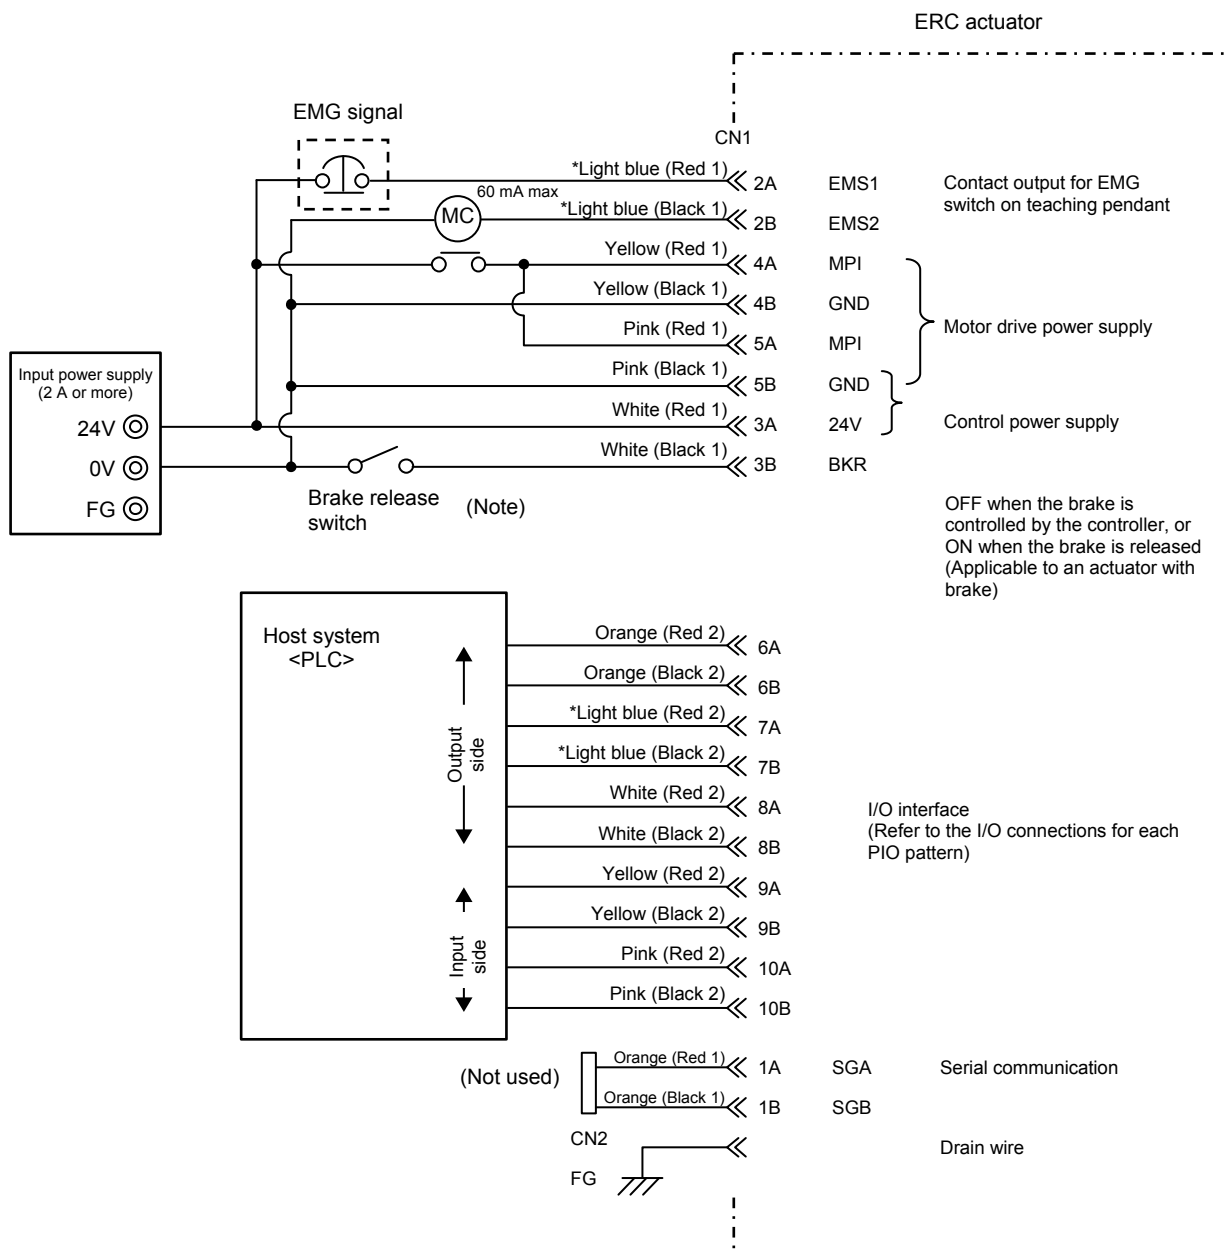 ERC actuator
EMG signal
CN1
*Light blue (Red 1)
2A
EMS1
Contact output for EMG
switch on teaching pendant
60 mA max
MC
*Light blue (Black 1)
2B
EMS2
Yellow (Red 1)
4A
MPI
Yellow (Black 1)
4B
GND
Motor drive power supply
Pink (Red 1)
5A
MPI
Pink (Black 1)
5B
GND
Input power supply
(2 A or more)
24V
0V
FG
White (Red 1)
3A
24V
Control power supply
White (Black 1)
3B
BKR
Brake release
switch
(Note)
OFF when the brake is
controlled by the controller, or
ON when the brake is released
(Applicable to an actuator with
brake)
Host system
<PLC>
Output
side
Input
side
Orange (Red 2)
6A
Orange (Black 2)
6B
*Light blue (Red 2)
7A
*Light blue (Black 2)
7B
White (Red 2)
8A
White (Black 2)
8B
Yellow (Red 2)
9A
Yellow (Black 2)
9B
Pink (Red 2)
10A
Pink (Black 2)
10B
I/O interface
(Refer to the I/O connections for each
PIO pattern)
(Not used)
Orange (Red 1)
1A
SGA
Serial communication
Orange (Black 1)
1B
SGB
CN2
Drain wire
FG